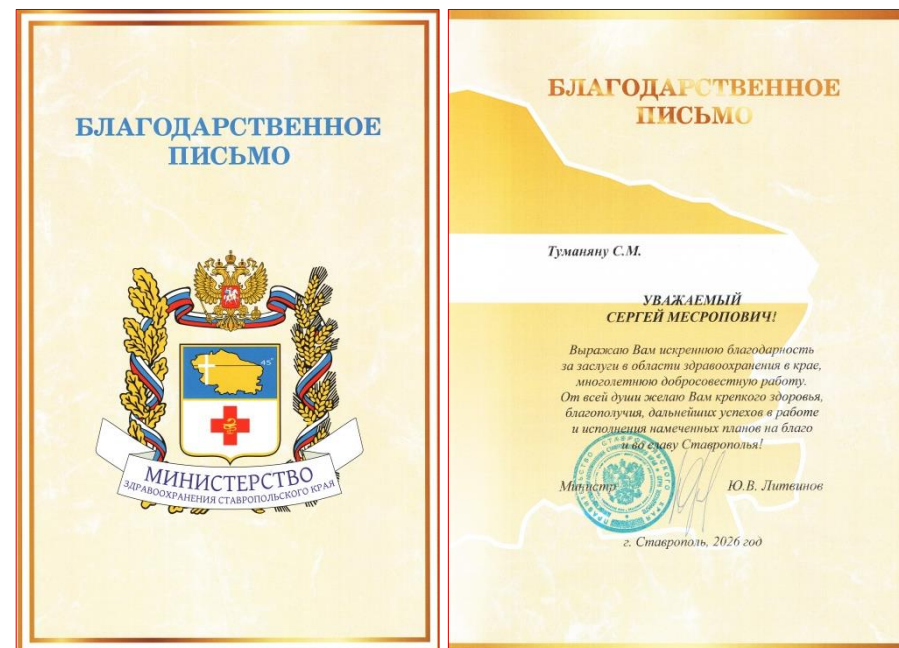 БЛАГОДАРСТВЕННОЕ
ПИСЬМО
45°
МИНИСТЕРСТВО
ЗДРАВООХРАНЕНИЯ СТАВРОПОЛЬСКОГО КРАЯ
БЛАГОДАРСТВЕННОЕ
ПИСЬМО
Туманяну С.М.
УВАЖАЕМЫЙ
СЕРГЕЙ МЕСРОПОВИЧ!
Выражаю Вам искреннюю благодарность
за заслуги в области здравоохранения в крае,
многолетнюю добросовестную работу.
От всей души желаю Вам крепкого здоровья,
благополучия, дальнейших успехов в работе
и исполнения намеченных планов на благо
и во славу Ставрополья!
Министр Ю.В. Литвинов
г. Ставрополь, 2026 год